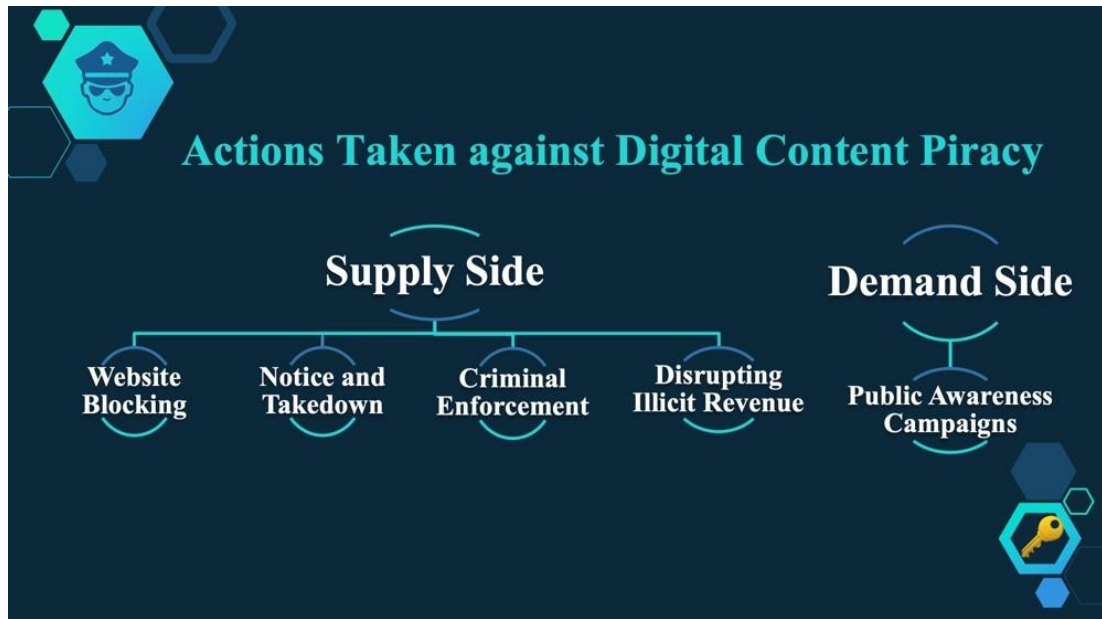 Actions Taken against Digital Content Piracy
Supply Side
Website
Blocking
Notice and
Takedown
Criminal
Enforcement
Disrupting
Illicit Revenue
Demand Side
Public Awareness
Campaigns